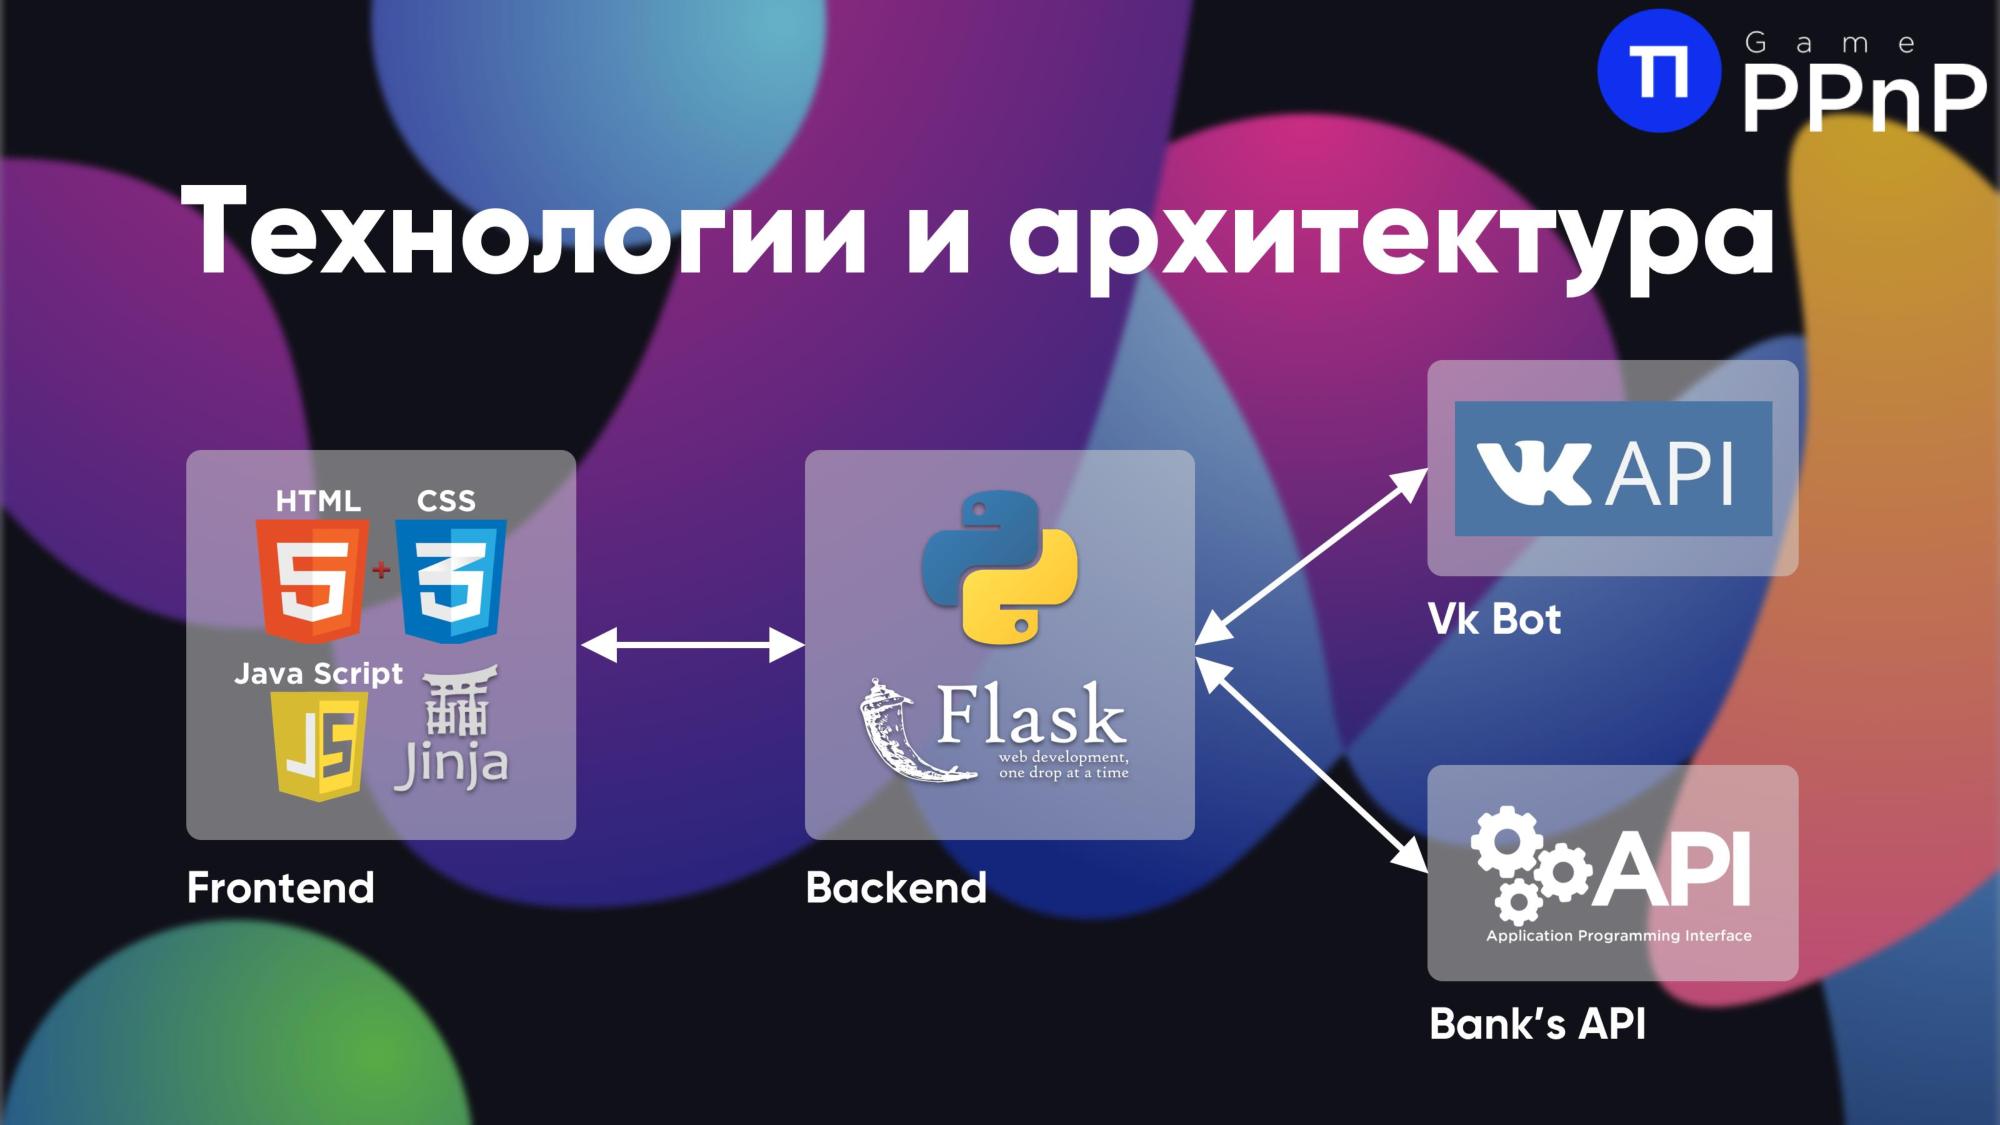 П
Game
PPnP
Технологии и архитектура
HTML
CSS
5
+
3
Java Script
JS
Jinja
Frontend
Flask
web development,
one drop at a time
Backend
VK API
Vk Bot
API
Application Programming Interface
Bank’s API